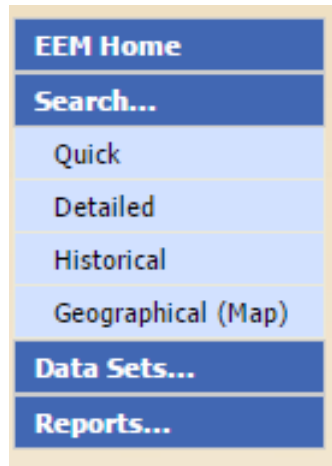 EEM Home
Search...
Quick
Detailed
Historical
Geographical (Map)
Data Sets...
Reports...